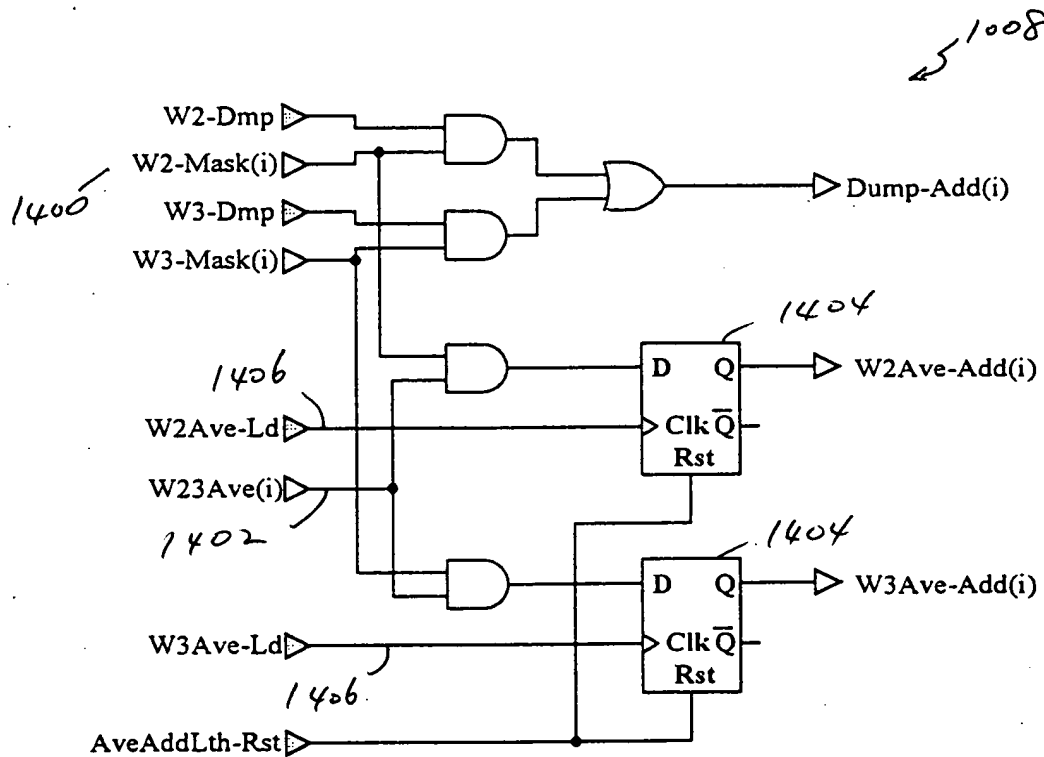 1008
W2-Dmp
W2-Mask(i)
1400
W3-Dmp
W3-Mask(i)
Dump-Add(i)
1404
D Q
W2Ave-Add(i)
1406
W2Ave-Ld
Clk Q̅
Rst
W23Ave(i)
1402
1404
D Q
W3Ave-Add(i)
W3Ave-Ld
Clk Q̅
Rst
1406
AveAddLth-Rst